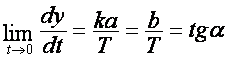 lim_{t→0} dy/dt = ka/T = b/T = tgα